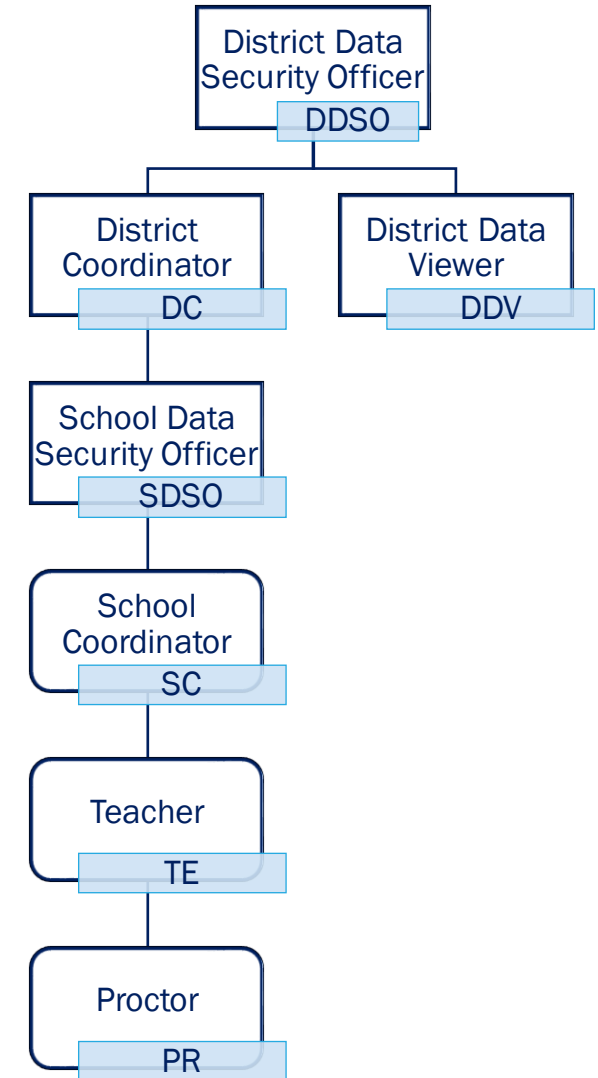 District Data
Security Officer
DDSO
District
Coordinator
DC
District Data
Viewer
DDV
School Data
Security Officer
SDSO
School
Coordinator
SC
Teacher
TE
Proctor
PR